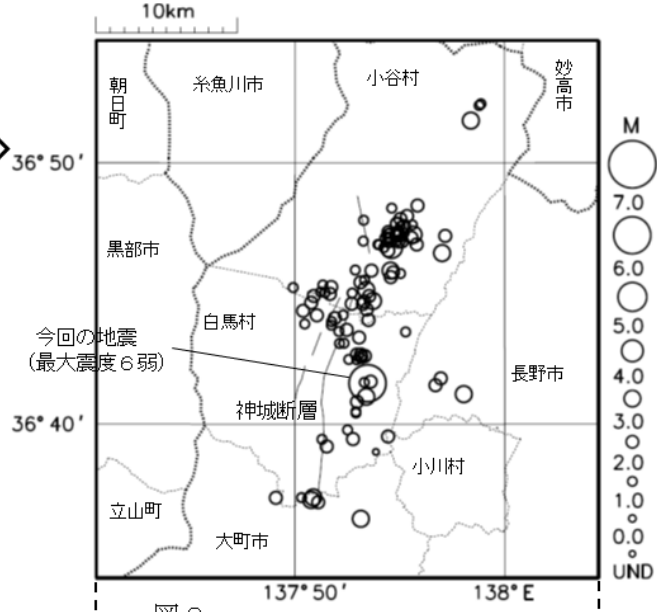 10km
朝日町
糸魚川市
小谷村
妙高市
36°50′
黒部市
白馬村
今回の地震
(最大震度6弱)
神城断層
長野市
36°40′
小川村
立山町
大町市
137°50′
138°E
M
7.0
6.0
5.0
4.0
3.0
2.0
1.0
0.0
UND